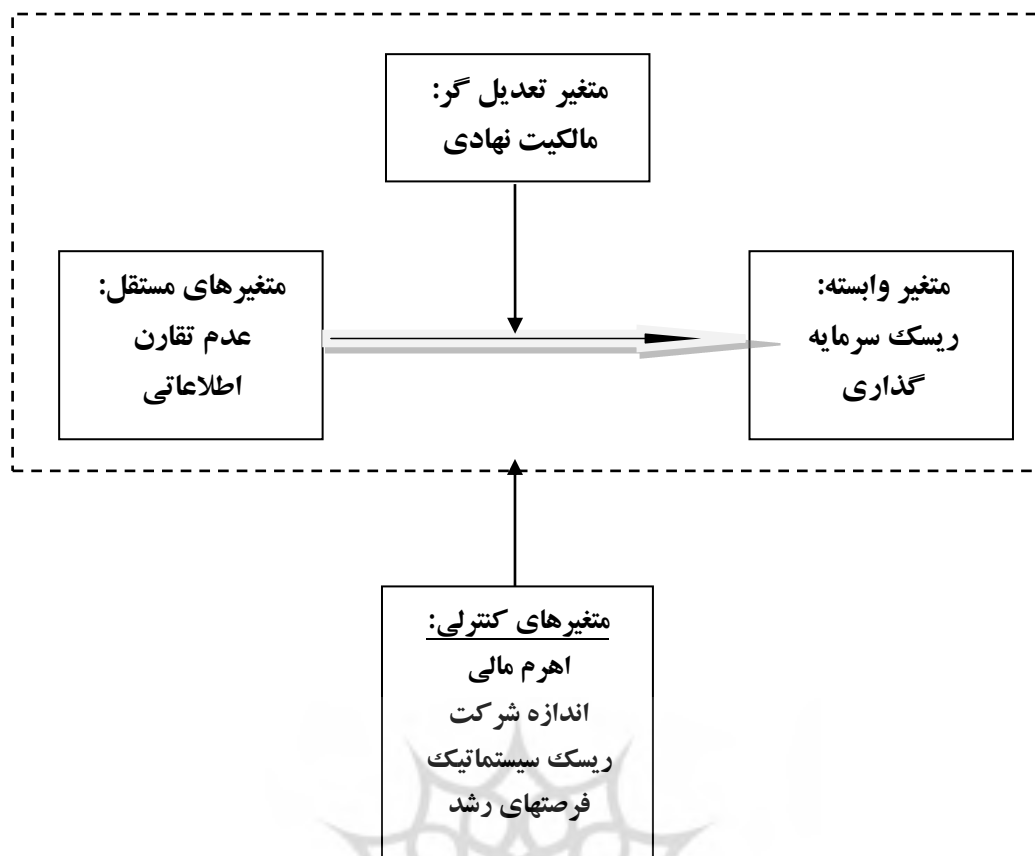 متغیر تعدیل گر:
مالکیت نهادی
متغیرهای مستقل:
عدم تقارن
اطلاعاتی
متغیر وابسته:
ریسک سرمایه
گذاری
متغیرهای کنترلی:
اهرم مالی
اندازه شرکت
ریسک سیستماتیک
فرصتهای رشد